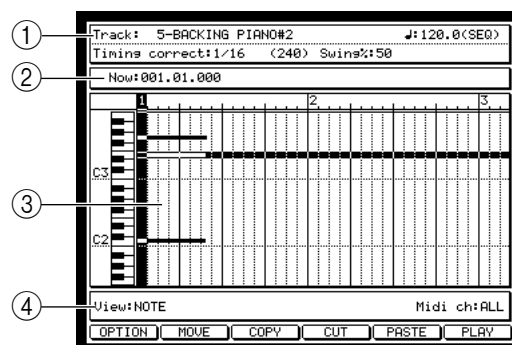 ① Track: 5-BACKING PIANO#2 ♩:120.0(SEQ)
Timing correct:1/16 (240) Swing%:50
② Now:001.01.000
1 2 3
C3
③
C2
④ View:NOTE Midi ch:ALL
OPTION MOVE COPY CUT PASTE PLAY